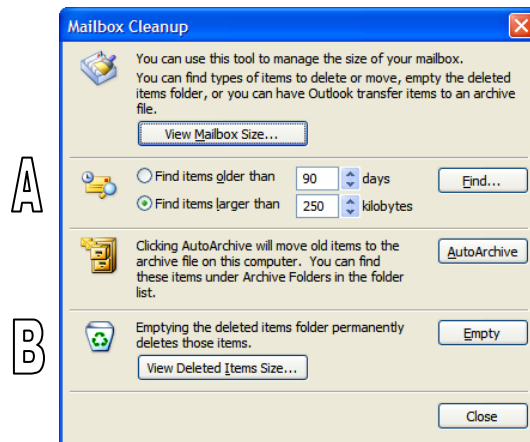 Mailbox Cleanup
You can use this tool to manage the size of your mailbox.
You can find types of items to delete or move, empty the deleted
items folder, or you can have Outlook transfer items to an archive
file.
View Mailbox Size...
A
Find items older than 90 days Find...
Find items larger than 250 kilobytes
Clicking AutoArchive will move old items to the AutoArchive
archive file on this computer. You can find
these items under Archive Folders in the folder
list.
B
Emptying the deleted items folder permanently Empty
deletes those items.
View Deleted Items Size...
Close